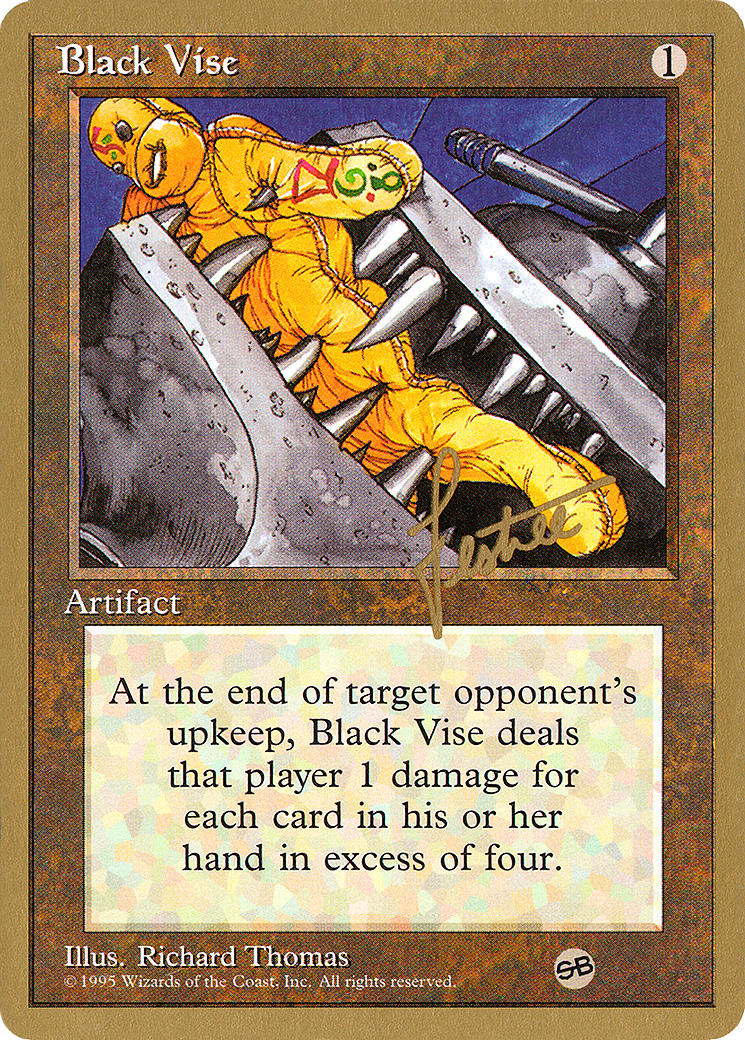 Black Vise
1
Artifact
At the end of target opponent's
upkeep, Black Vise deals
that player 1 damage for
each card in his or her
hand in excess of four.
Illus. Richard Thomas
© 1995 Wizards of the Coast, Inc. All rights reserved.
SB